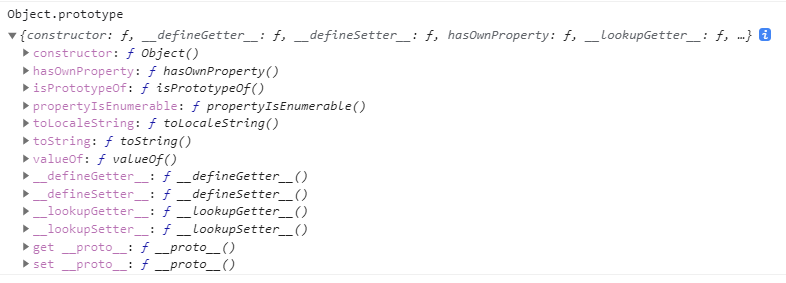 Object.prototype
{constructor: ƒ, __defineGetter__: ƒ, __defineSetter__: ƒ, hasOwnProperty: ƒ, __lookupGetter__: ƒ, …} i
constructor: ƒ Object()
hasOwnProperty: ƒ hasOwnProperty()
isPrototypeOf: ƒ isPrototypeOf()
propertyIsEnumerable: ƒ propertyIsEnumerable()
toLocaleString: ƒ toLocaleString()
toString: ƒ toString()
valueOf: ƒ valueOf()
__defineGetter__: ƒ __defineGetter__()
__defineSetter__: ƒ __defineSetter__()
__lookupGetter__: ƒ __lookupGetter__()
__lookupSetter__: ƒ __lookupSetter__()
get __proto__: ƒ __proto__()
set __proto__: ƒ __proto__()